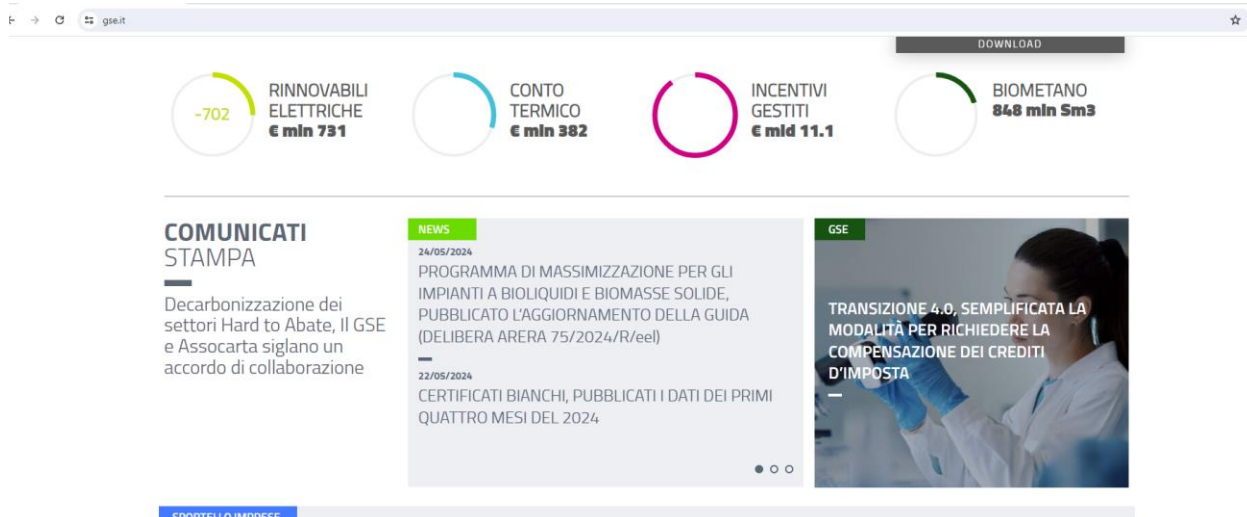 gse.it
DOWNLOAD
-702
RINNOVABILI
ELETTRICHE
€ mln 731
CONTO
TERMICO
€ mln 382
INCENTIVI
GESTITI
€ mld 11.1
BIOMETANO
848 mln Sm3
COMUNICATI
STAMPA
Decarbonizzazione dei
settori Hard to Abate, Il GSE
e Assocarta siglano un
accordo di collaborazione
NEWS
24/05/2024
PROGRAMMA DI MASSIMIZZAZIONE PER GLI
IMPIANTI A BIOLIQUIDI E BIOMASSE SOLIDE,
PUBBLICATO L'AGGIORNAMENTO DELLA GUIDA
(DELIBERA ARERA 75/2024/R/eel)
22/05/2024
CERTIFICATI BIANCHI, PUBBLICATI I DATI DEI PRIMI
QUATTRO MESI DEL 2024
GSE
TRANSIZIONE 4.0, SEMPLIFICATA LA
MODALITÀ PER RICHIEDERE LA
COMPENSAZIONE DEI CREDITI
D'IMPOSTA
SPORTELLO IMPRESE